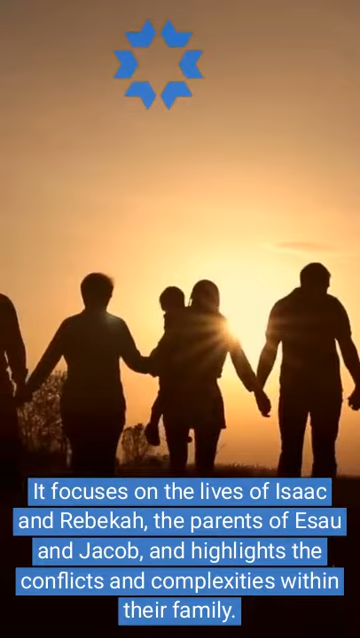 It focuses on the lives of Isaac
and Rebekah, the parents of Esau
and Jacob, and highlights the
conflicts and complexities within
their family.